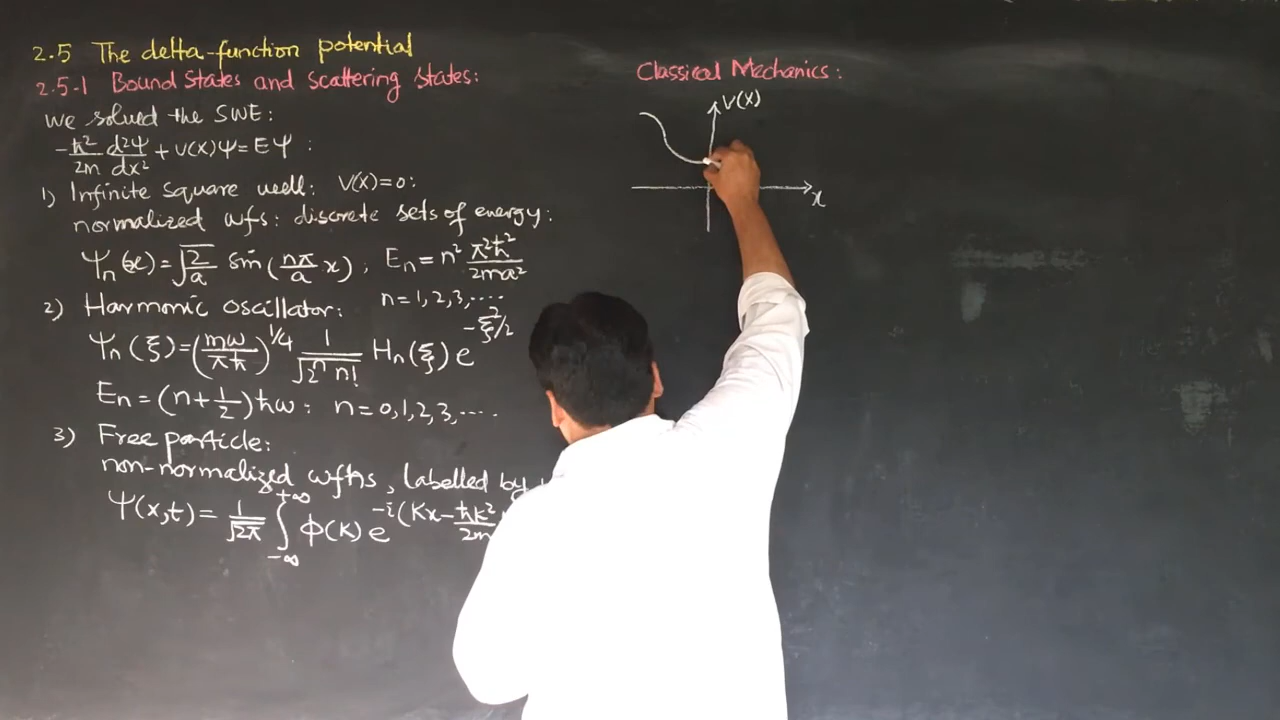 2.5 The delta-function potential
2.5.1 Bound States and Scattering States:
We solved the SWE:
-ħ²/2m d²Ψ/dx² + V(x)Ψ = EΨ :
1) Infinite square well: V(x)=0:
normalized wfs: discrete sets of energy:
Ψn(x)=√2/a sin(nπ/a x); En = n² π²ħ²/2ma²
n=1,2,3,....
2) Harmonic oscillator:
Ψn(ξ)=(mω/πħ)^1/4 1/√2ⁿ n! Hn(ξ) e^-ξ²/2
En = (n+1/2)ħω: n=0,1,2,3,....
3) Free particle:
non-normalized wfns, labelled by
Ψ(x,t) = 1/√2π ∫-∞ +∞ Φ(K) e^-i(Kx-ħK²/2m
Classical Mechanics:
V(x)
x